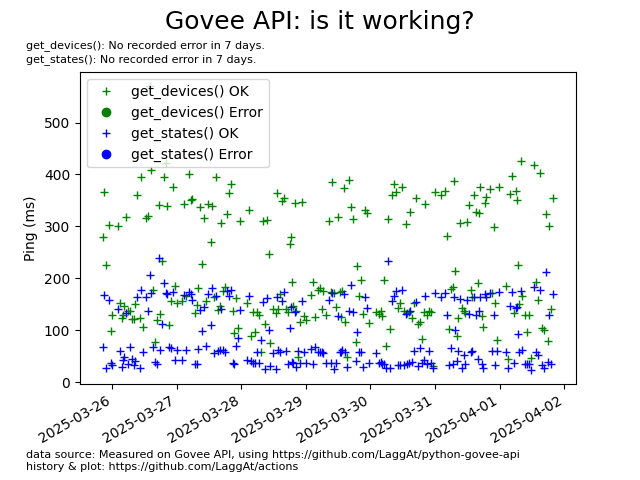 Govee API: is it working?
get_devices(): No recorded error in 7 days.
get_states(): No recorded error in 7 days.
get_devices() OK
get_devices() Error
get_states() OK
get_states() Error
Ping (ms)
500
400
300
200
100
0
2025-03-26
2025-03-27
2025-03-28
2025-03-29
2025-03-30
2025-03-31
2025-04-01
2025-04-02
data source: Measured on Govee API, using https://github.com/LaggAt/python-govee-api
history & plot: https://github.com/LaggAt/actions